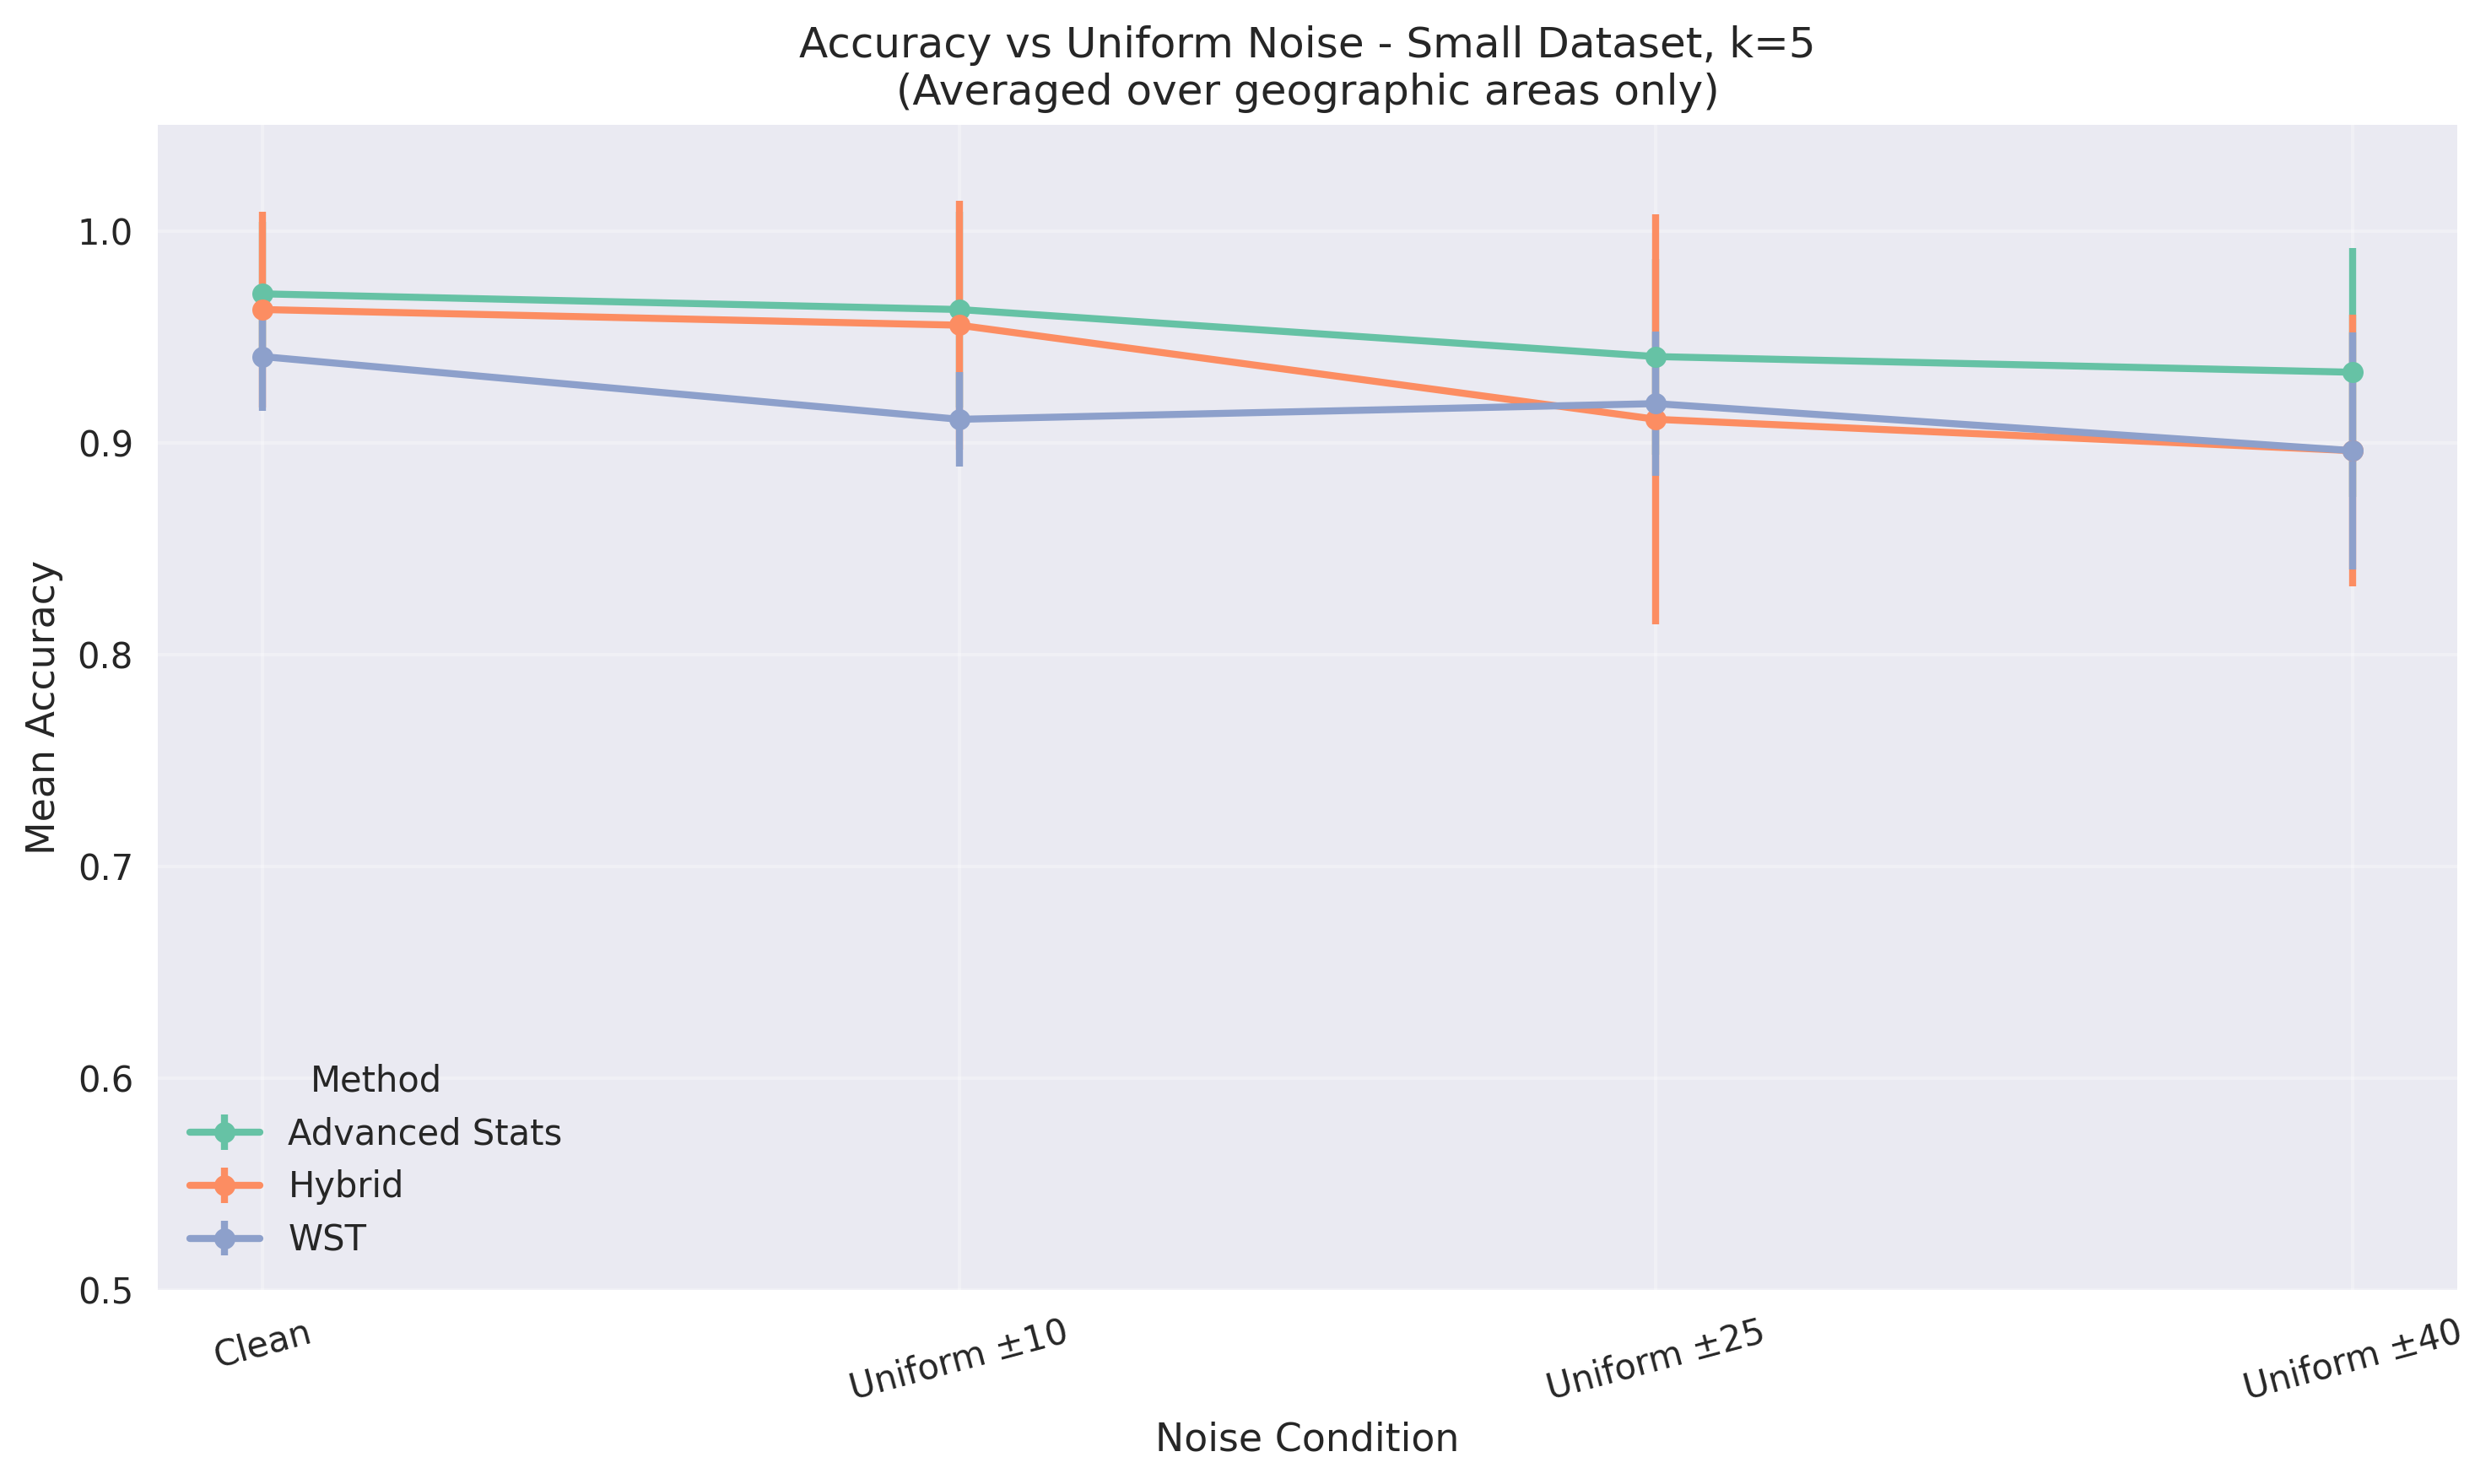 Accuracy vs Uniform Noise - Small Dataset, k=5
(Averaged over geographic areas only)
Mean Accuracy
1.0
0.9
0.8
0.7
0.6
0.5
Method
Advanced Stats
Hybrid
WST
Clean
Uniform ±10
Uniform ±25
Uniform ±40
Noise Condition